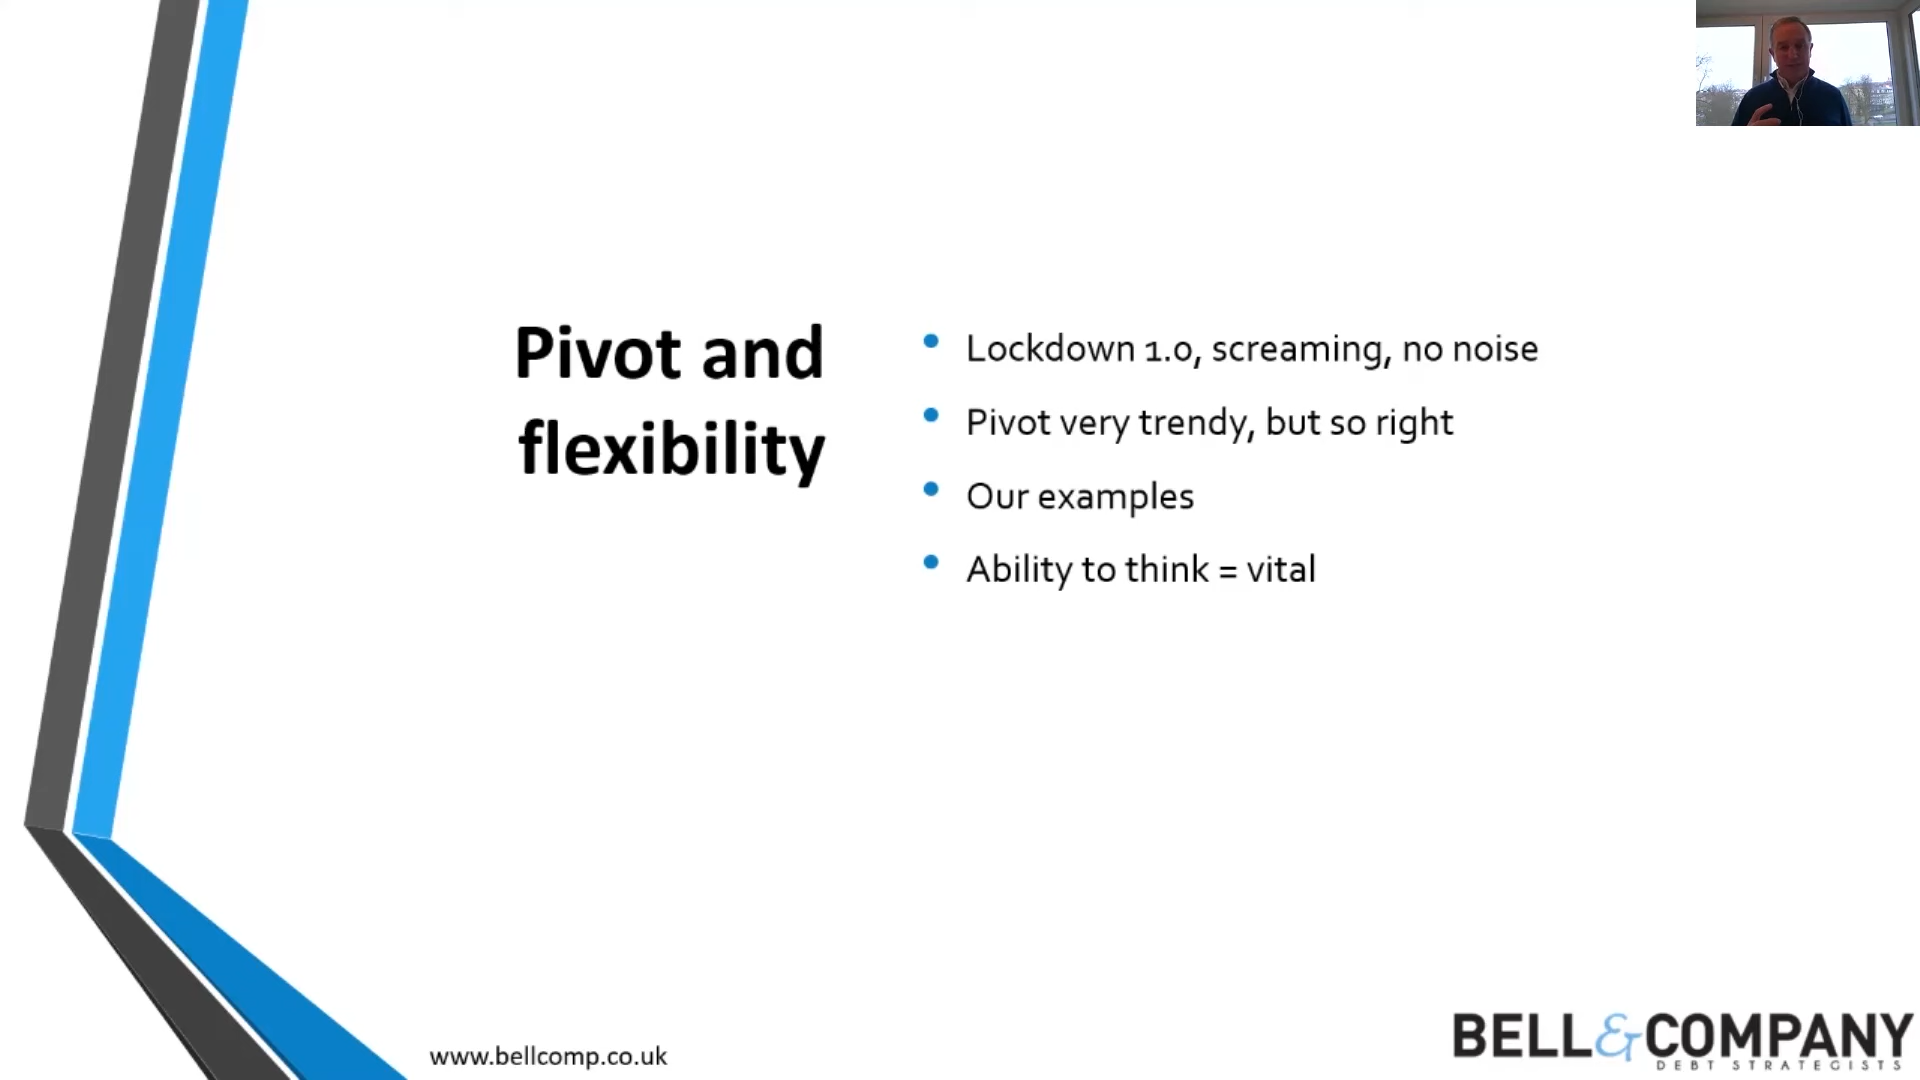 Pivot and
flexibility
Lockdown 1.0, screaming, no noise
Pivot very trendy, but so right
Our examples
Ability to think = vital
www.bellcomp.co.uk
BELL & COMPANY
DEBT STRATEGISTS